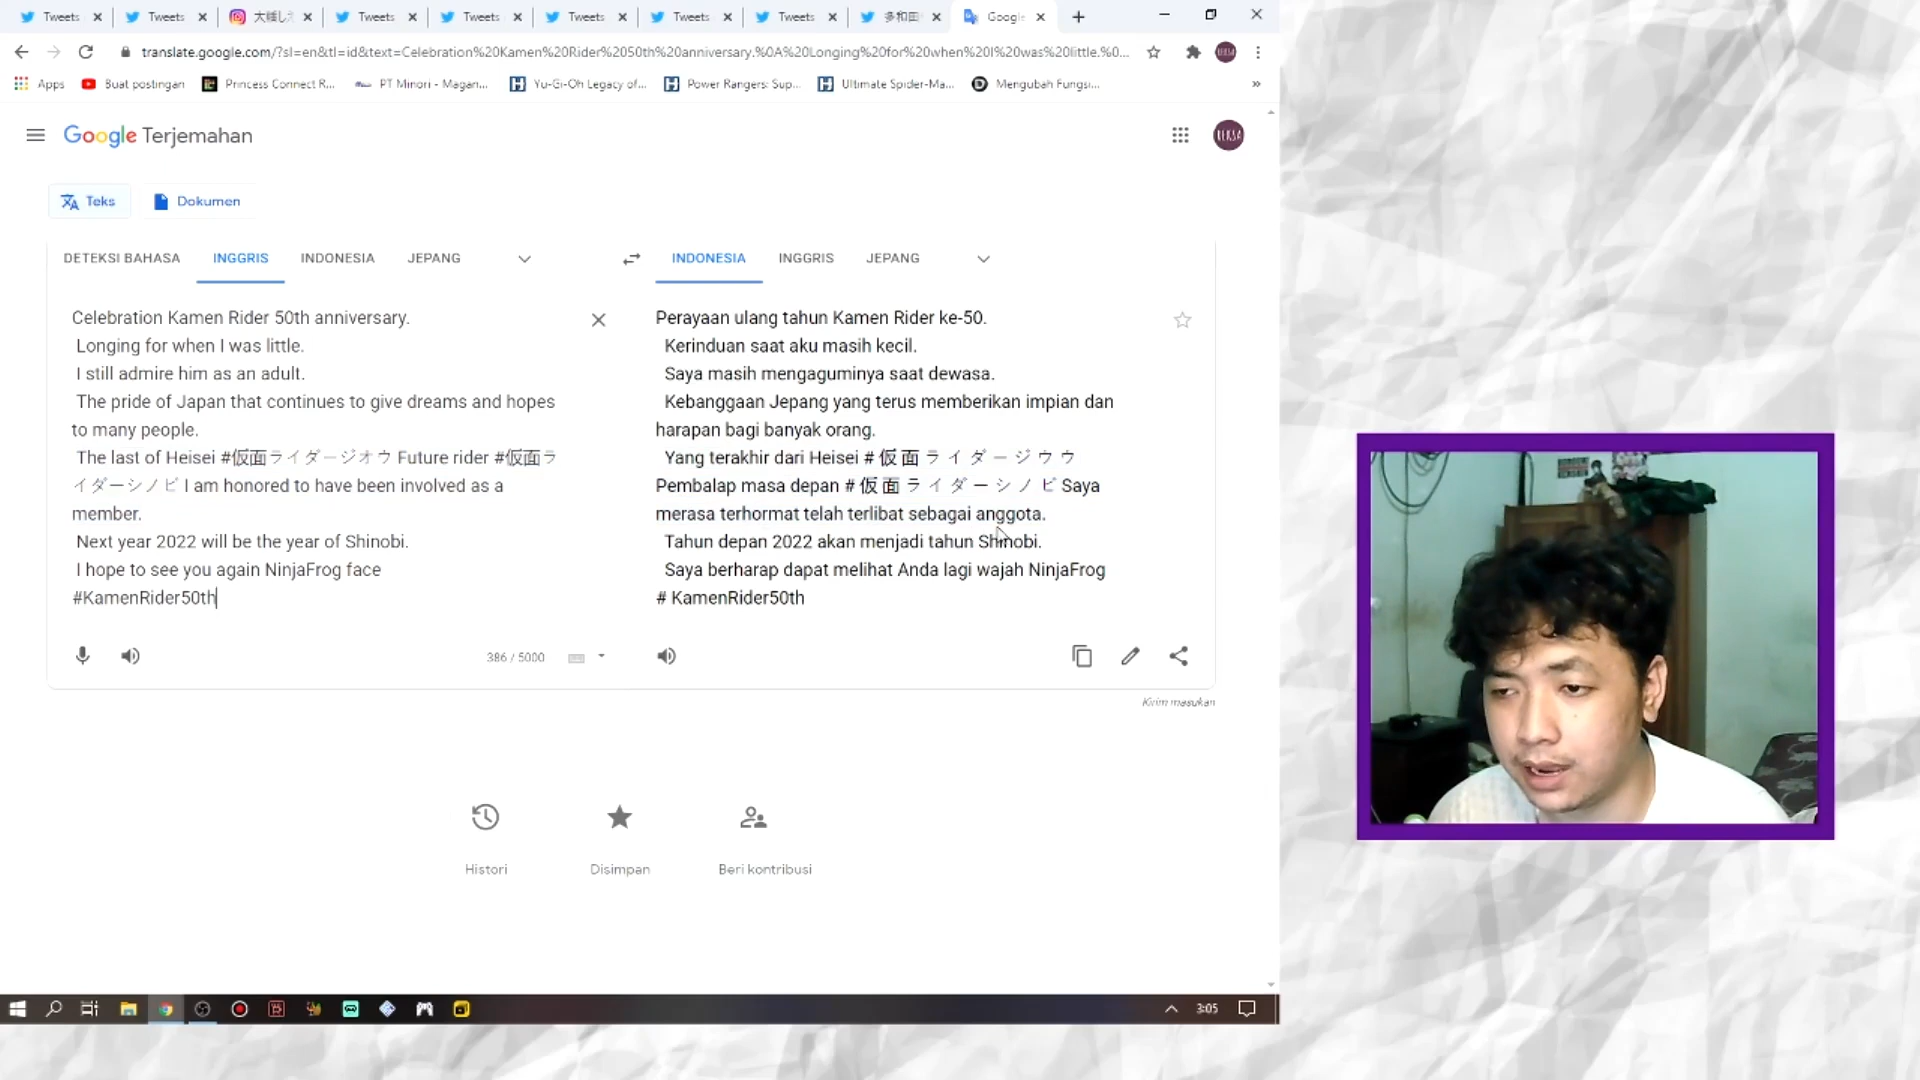 Tweets
Tweets
Tweets
Tweets
Tweets
Tweets
Tweets
多和田
Google
translate.google.com/?sl=en&tl=id&text=Celebration%20Kamen%20Rider%2050th%20anniversary.%0A%20Longing%20for%20when%20I%20was%20little.%0...
Apps
Buat postingan
Princess Connect R...
PT Minori - Magan...
Yu-Gi-Oh Legacy of...
Power Rangers: Sup...
Ultimate Spider-Ma...
Mengubah Fungsi...
»
Google Terjemahan
Teks
Dokumen
DETEKSI BAHASA
INGGRIS
INDONESIA
JEPANG
INDONESIA
INGGRIS
JEPANG
Celebration Kamen Rider 50th anniversary.
Longing for when I was little.
I still admire him as an adult.
The pride of Japan that continues to give dreams and hopes
to many people.
The last of Heisei #仮面ライダージオウ Future rider #仮面ラ
イダーシノビ I am honored to have been involved as a
member.
Next year 2022 will be the year of Shinobi.
I hope to see you again NinjaFrog face
#KamenRider50th
386 / 5000
Perayaan ulang tahun Kamen Rider ke-50.
Kerinduan saat aku masih kecil.
Saya masih mengaguminya saat dewasa.
Kebanggaan Jepang yang terus memberikan impian dan
harapan bagi banyak orang.
Yang terakhir dari Heisei # 仮 面 ラ イ ダ ー ジ ウ ウ
Pembalap masa depan # 仮 面 ラ イ ダ ー シ ノ ビ Saya
merasa terhormat telah terlibat sebagai anggota.
Tahun depan 2022 akan menjadi tahun Shinobi.
Saya berharap dapat melihat Anda lagi wajah NinjaFrog
# KamenRider50th
Kirim masukan
Histori
Disimpan
Beri kontribusi
3:05